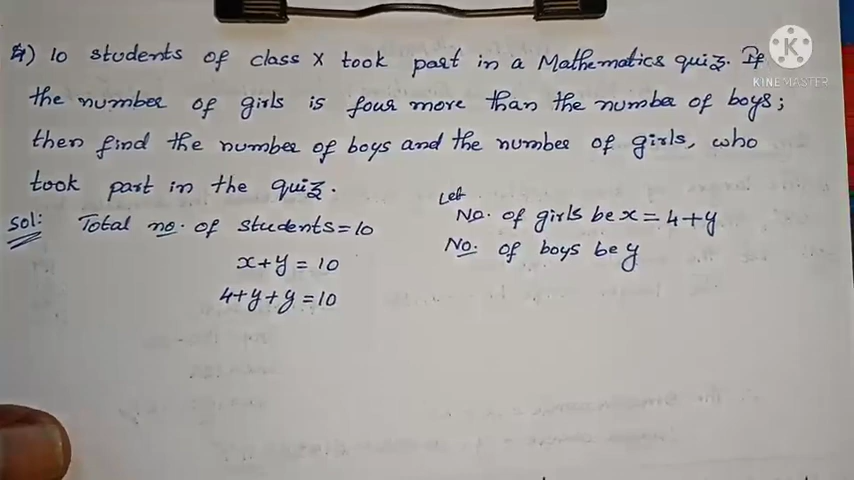 4) 10 students of class X took part in a Mathematics quiz. If
the number of girls is four more than the number of boys;
then find the number of boys and the number of girls, who
took part in the quiz.
Sol: Total no. of students = 10
x + y = 10
4 + y + y = 10
Let
No. of girls be x = 4 + y
No. of boys be y
K
KINEMASTER